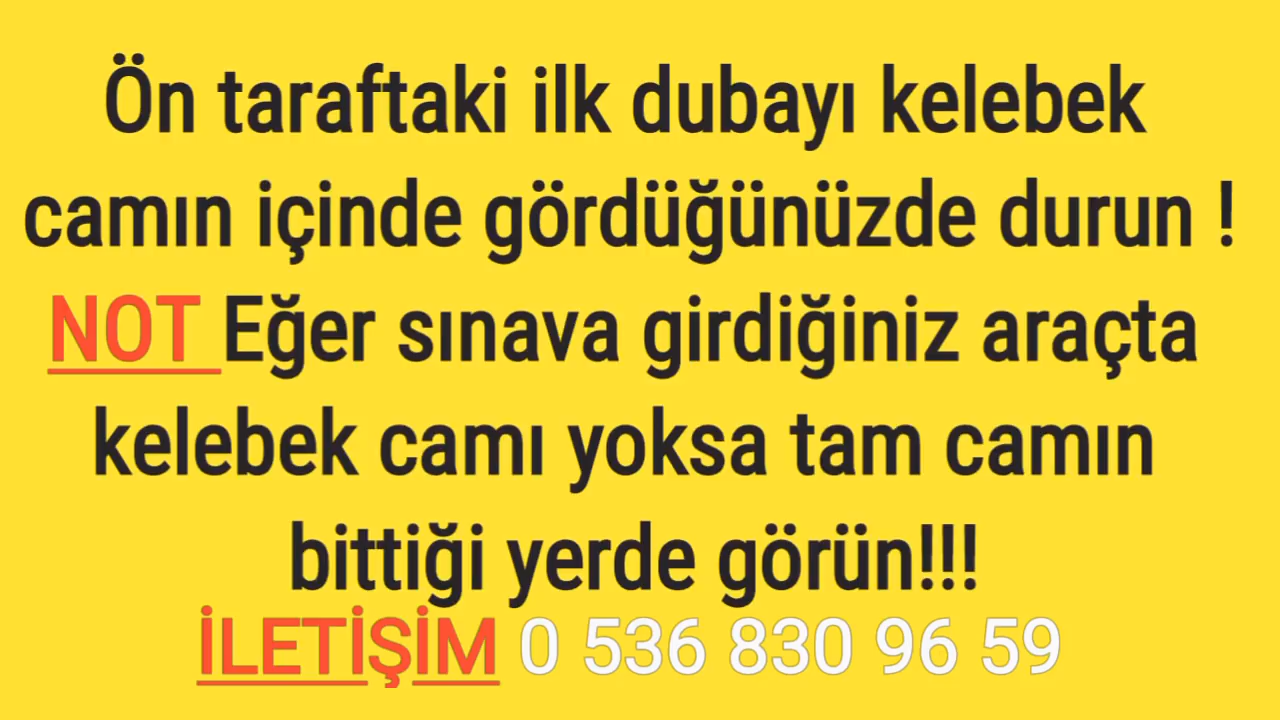 Ön taraftaki ilk dubayı kelebek
camın içinde gördüğünüzde durun !
NOT Eğer sınava girdiğiniz araçta
kelebek camı yoksa tam camın
bittiği yerde görün!!!
İLETİŞİM 0 536 830 96 59